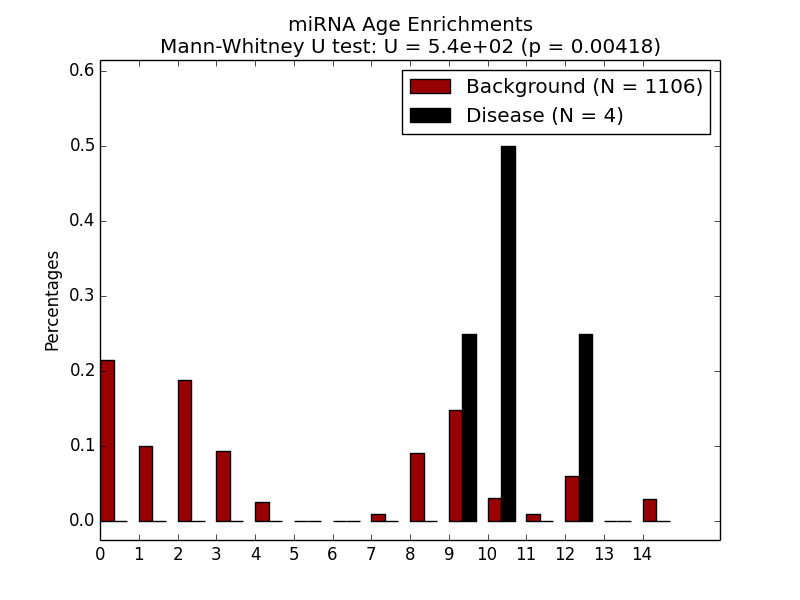 miRNA Age Enrichments
Mann-Whitney U test: U = 5.4e+02 (p = 0.00418)
Background (N = 1106)
Disease (N = 4)
Percentages
0.6
0.5
0.4
0.3
0.2
0.1
0.0
0 1 2 3 4 5 6 7 8 9 10 11 12 13 14